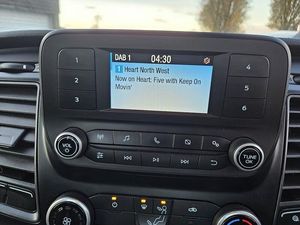 DAB 1 04:30
1 Heart North West
Now on Heart: Five with Keep On
Movin'
1 4
2 5
3 6
VOL
TUNE